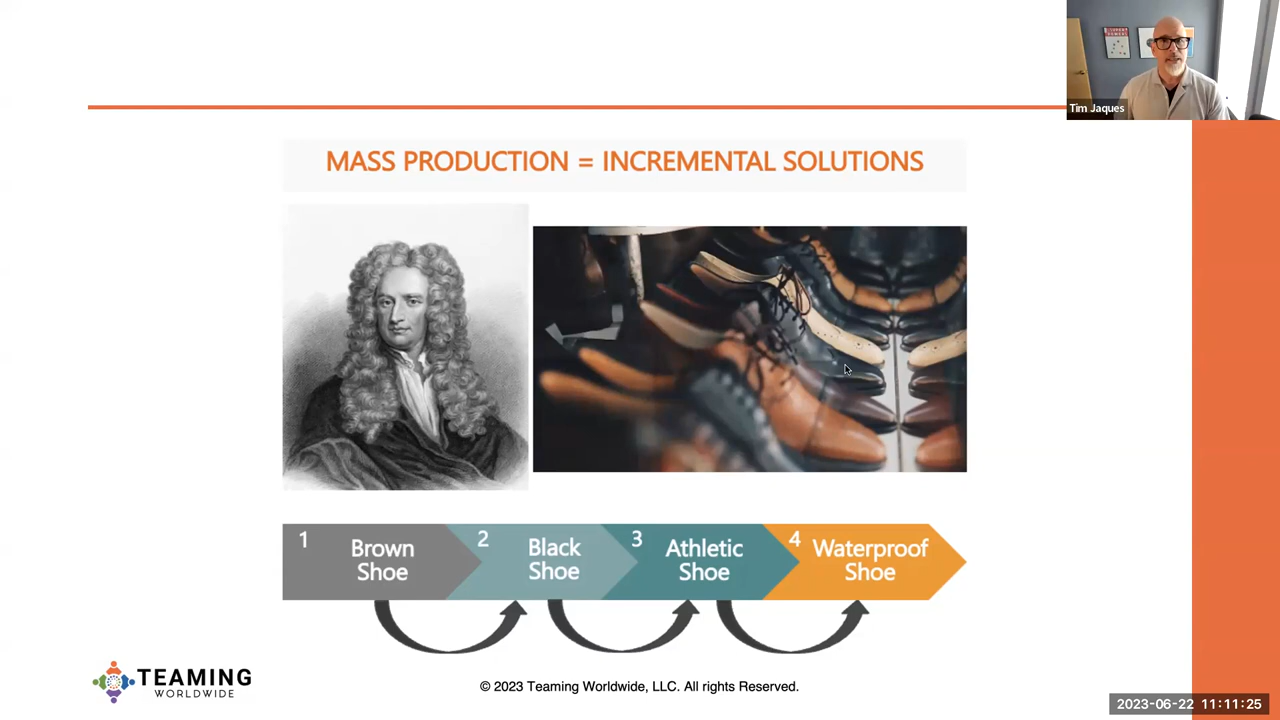 Tim Jaques
MASS PRODUCTION = INCREMENTAL SOLUTIONS
1
Brown
Shoe
2
Black
Shoe
3
Athletic
Shoe
4
Waterproof
Shoe
TEAMING
WORLDWIDE
© 2023 Teaming Worldwide, LLC. All rights Reserved.
2023-06-22 11:11:25